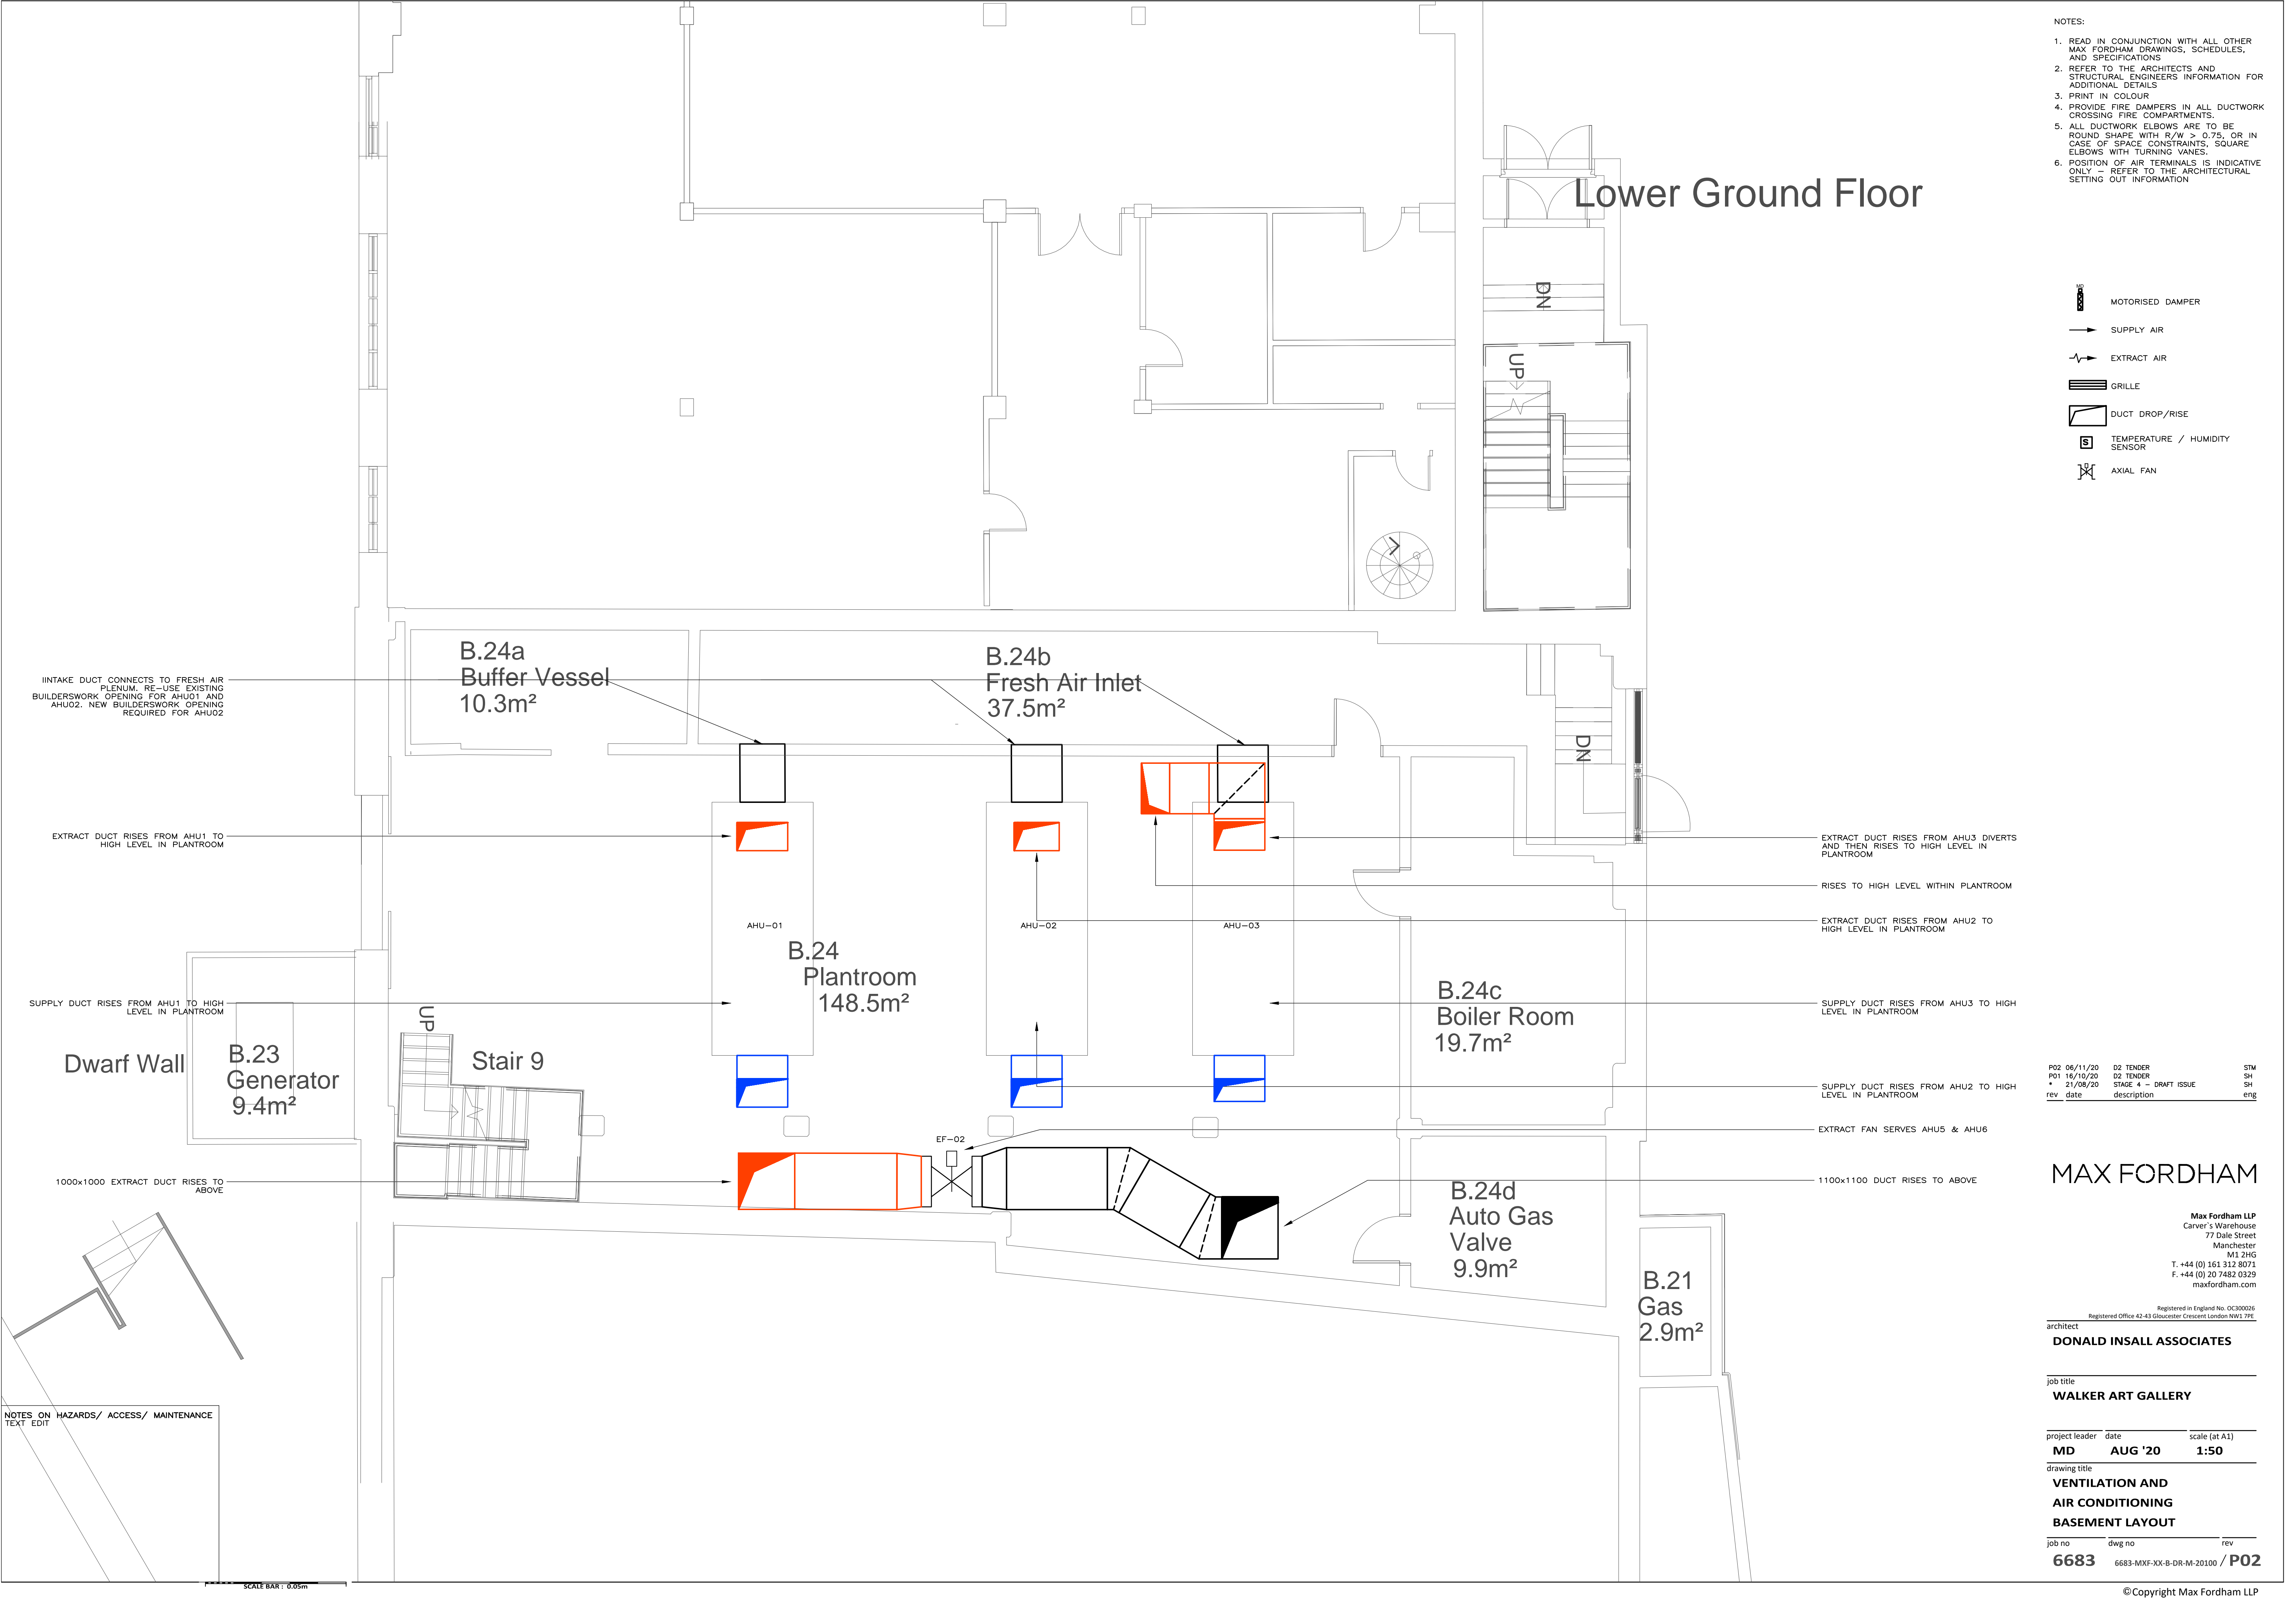 NOTES:
1. READ IN CONJUNCTION WITH ALL OTHER
MAX FORDHAM DRAWINGS, SCHEDULES,
AND SPECIFICATIONS
2. REFER TO THE ARCHITECTS AND
STRUCTURAL ENGINEERS INFORMATION FOR
ADDITIONAL DETAILS
3. PRINT IN COLOUR
4. PROVIDE FIRE DAMPERS IN ALL DUCTWORK
CROSSING FIRE COMPARTMENTS.
5. ALL DUCTWORK ELBOWS ARE TO BE
ROUND SHAPE WITH R/W > 0.75, OR IN
CASE OF SPACE CONSTRAINTS, SQUARE
ELBOWS WITH TURNING VANES.
6. POSITION OF AIR TERMINALS IS INDICATIVE
ONLY – REFER TO THE ARCHITECTURAL
SETTING OUT INFORMATION
Lower Ground Floor
MD
MOTORISED DAMPER
SUPPLY AIR
EXTRACT AIR
GRILLE
DUCT DROP/RISE
S
TEMPERATURE / HUMIDITY
SENSOR
AXIAL FAN
DN
UP
B.24a
Buffer Vessel
10.3m²
B.24b
Fresh Air Inlet
37.5m²
DN
IINTAKE DUCT CONNECTS TO FRESH AIR
PLENUM. RE–USE EXISTING
BUILDERSWORK OPENING FOR AHU01 AND
AHU02. NEW BUILDERSWORK OPENING
REQUIRED FOR AHU02
EXTRACT DUCT RISES FROM AHU1 TO
HIGH LEVEL IN PLANTROOM
EXTRACT DUCT RISES FROM AHU3 DIVERTS
AND THEN RISES TO HIGH LEVEL IN
PLANTROOM
RISES TO HIGH LEVEL WITHIN PLANTROOM
EXTRACT DUCT RISES FROM AHU2 TO
HIGH LEVEL IN PLANTROOM
AHU–01
AHU–02
AHU–03
B.24
Plantroom
148.5m²
B.24c
Boiler Room
19.7m²
SUPPLY DUCT RISES FROM AHU1 TO HIGH
LEVEL IN PLANTROOM
SUPPLY DUCT RISES FROM AHU3 TO HIGH
LEVEL IN PLANTROOM
UP
Dwarf Wall
B.23
Generator
9.4m²
Stair 9
SUPPLY DUCT RISES FROM AHU2 TO HIGH
LEVEL IN PLANTROOM
EF–02
EXTRACT FAN SERVES AHU5 & AHU6
1000x1000 EXTRACT DUCT RISES TO
ABOVE
1100x1100 DUCT RISES TO ABOVE
B.24d
Auto Gas
Valve
9.9m²
B.21
Gas
2.9m²
P02 06/11/20 D2 TENDER STM
P01 16/10/20 D2 TENDER SH
* 21/08/20 STAGE 4 – DRAFT ISSUE SH
rev date description eng
MAX FORDHAM
Max Fordham LLP
Carver`s Warehouse
77 Dale Street
Manchester
M1 2HG
T. +44 (0) 161 312 8071
F. +44 (0) 20 7482 0329
maxfordham.com
Registered in England No. OC300026
Registered Office 42-43 Gloucester Crescent London NW1 7PE
architect
DONALD INSALL ASSOCIATES
job title
WALKER ART GALLERY
project leader date scale (at A1)
MD AUG '20 1:50
drawing title
VENTILATION AND
AIR CONDITIONING
BASEMENT LAYOUT
job no dwg no rev
6683 6683-MXF-XX-B-DR-M-20100 / P02
NOTES ON HAZARDS/ ACCESS/ MAINTENANCE
TEXT EDIT
SCALE BAR : 0.05m
©Copyright Max Fordham LLP